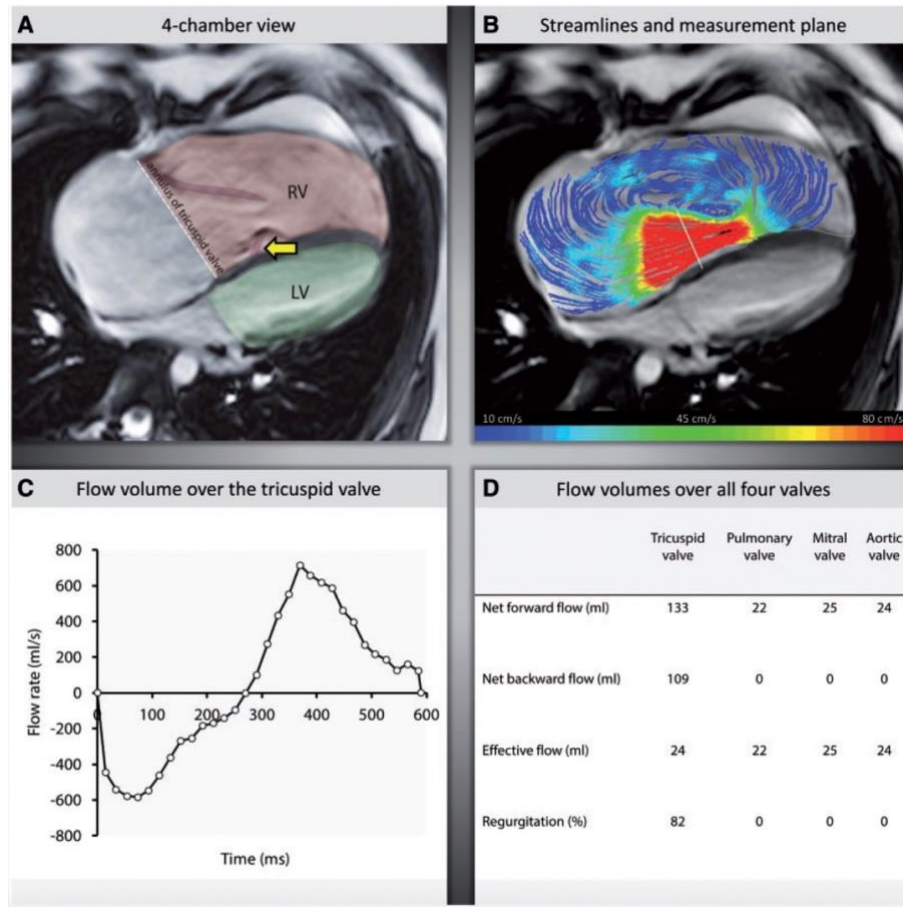 A 4-chamber view
Annulus of tricuspid valve
RV
LV
B Streamlines and measurement plane
10 cm/s 45 cm/s 80 cm/s
C Flow volume over the tricuspid valve
Flow rate (ml/s)
800
600
400
200
0
-200
-400
-600
-800
0 100 200 300 400 500 600
Time (ms)
D Flow volumes over all four valves
Tricuspid Pulmonary Mitral Aortic
valve valve valve valve
Net forward flow (ml) 133 22 25 24
Net backward flow (ml) 109 0 0 0
Effective flow (ml) 24 22 25 24
Regurgitation (%) 82 0 0 0